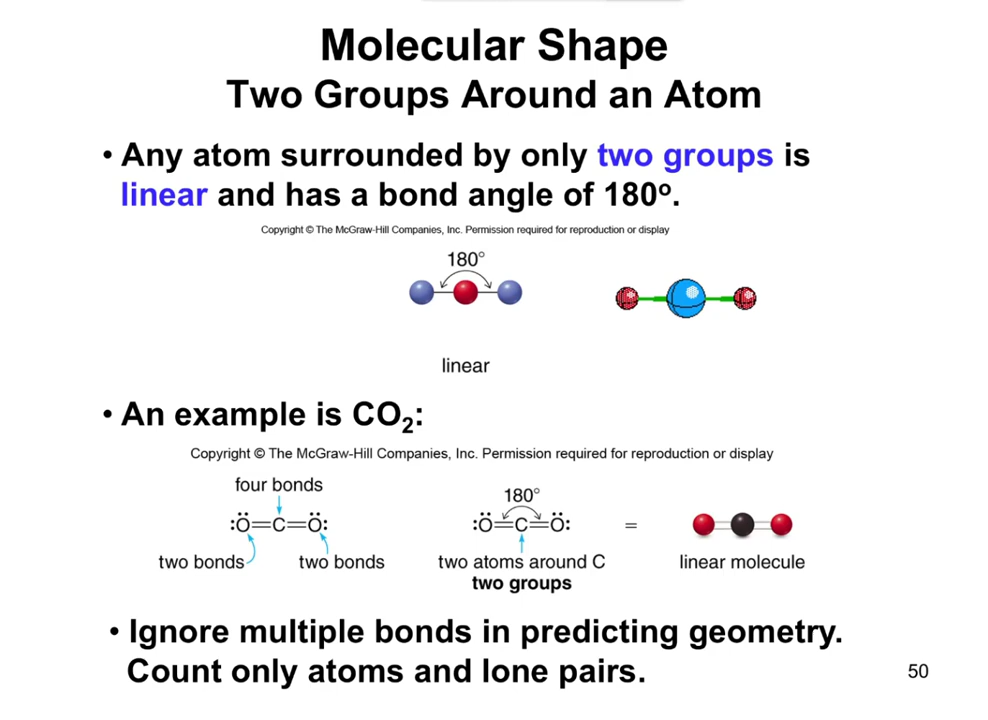 Molecular Shape
Two Groups Around an Atom
• Any atom surrounded by only two groups is
linear and has a bond angle of 180º.
Copyright © The McGraw-Hill Companies, Inc. Permission required for reproduction or display
180°
linear
• An example is CO₂:
Copyright © The McGraw-Hill Companies, Inc. Permission required for reproduction or display
four bonds
:Ö=C=Ö:
two bonds
two bonds
180°
:Ö=C=Ö:
two atoms around C
two groups
=
linear molecule
• Ignore multiple bonds in predicting geometry.
Count only atoms and lone pairs.
50